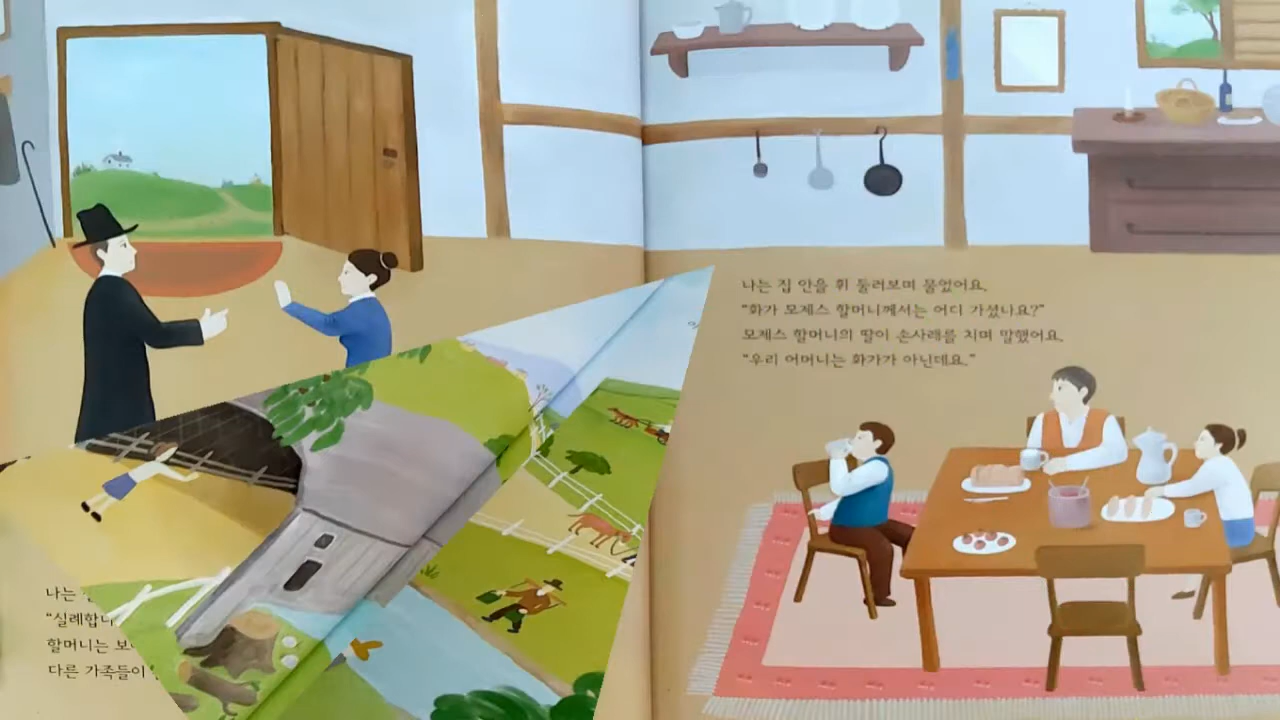 나는
"실례합니
할머니는 보
다른 가족들이
나는 집 안을 휘 둘러보며 물었어요.
"화가 모제스 할머니께서는 어디 가셨나요?"
모제스 할머니의 딸이 손사래를 치며 말했어요.
"우리 어머니는 화가가 아닌데요."